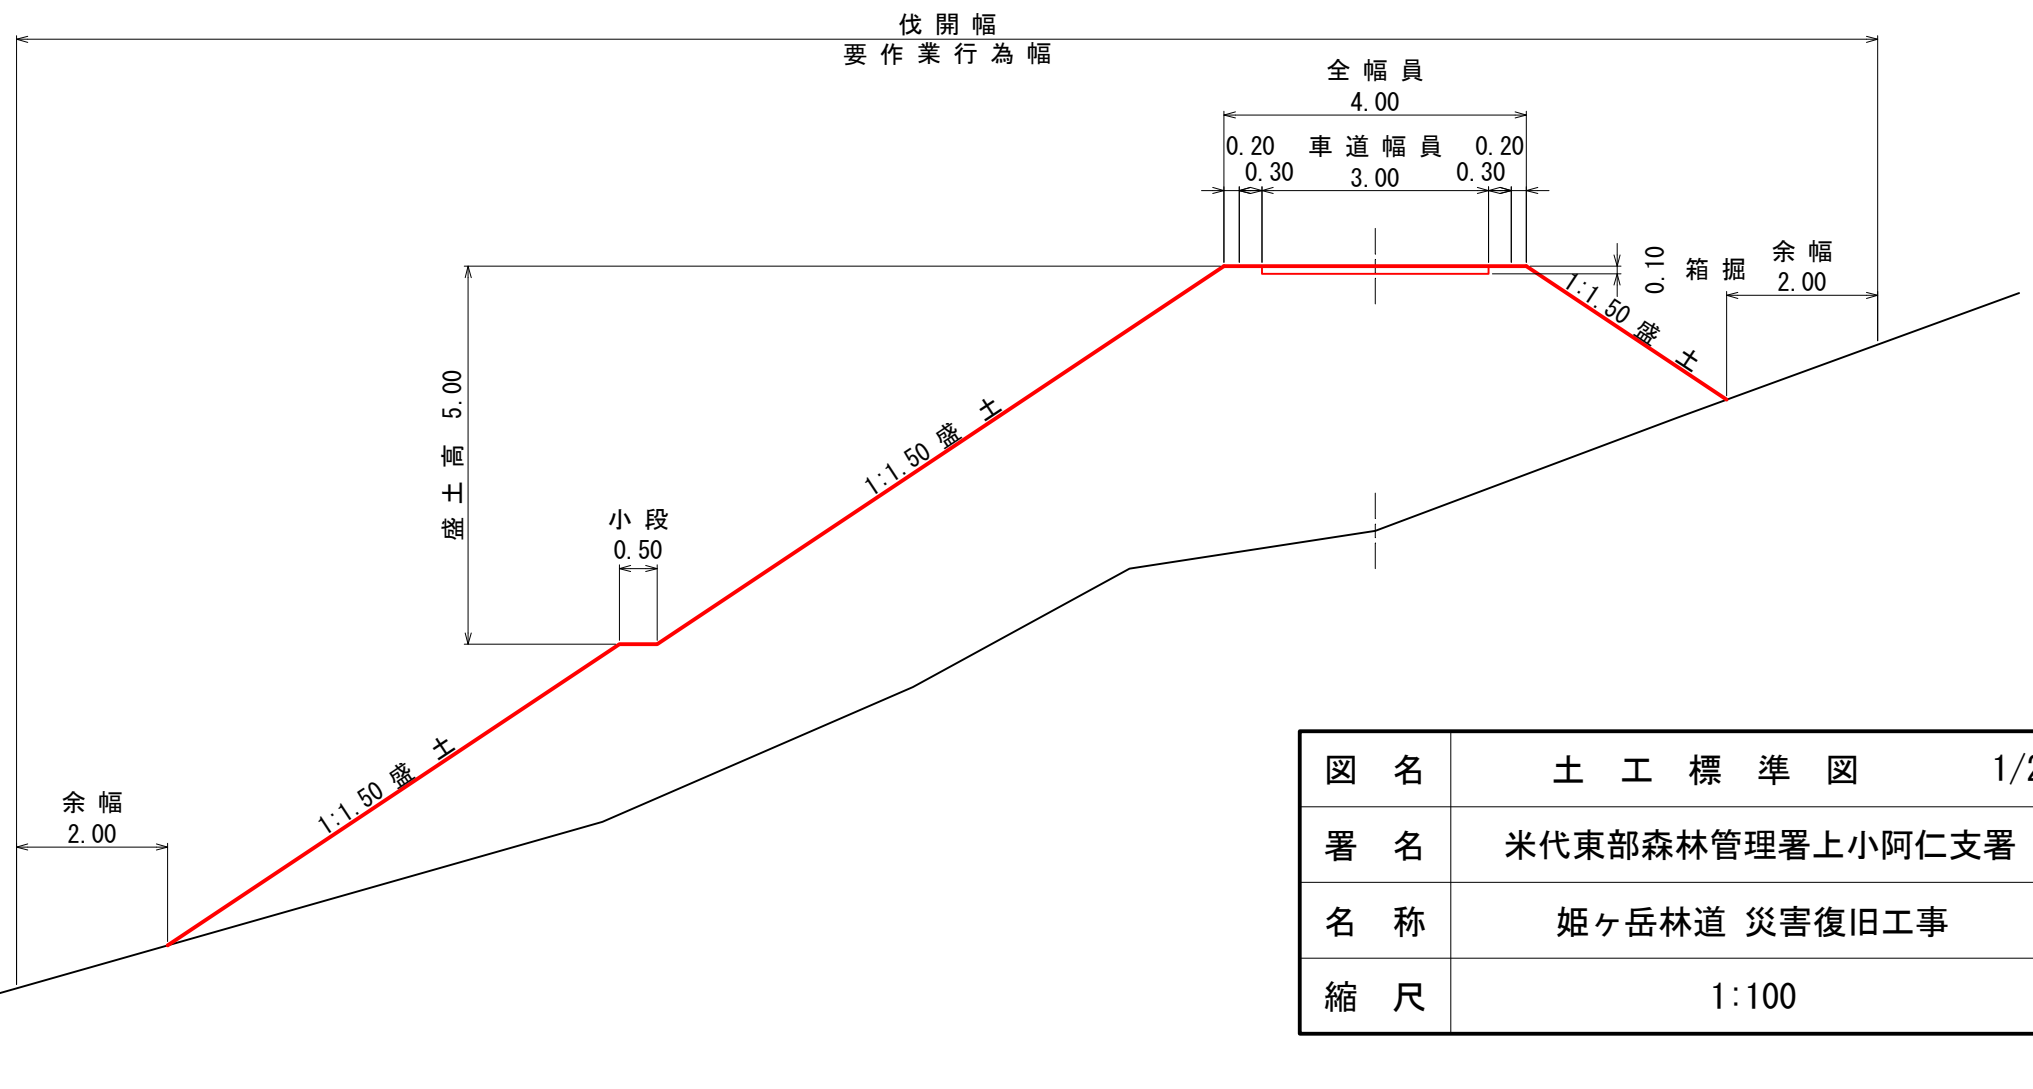 伐開幅
要作業行為幅
全幅員
4.00
0.20 車道幅員 0.20
0.30 3.00 0.30
0.10 箱掘
余幅
2.00
1:1.50 盛土
盛土高 5.00
1:1.50 盛土
小段
0.50
1:1.50 盛土
余幅
2.00
図名 土工標準図 1/2
署名 米代東部森林管理署上小阿仁支署
名称 姫ヶ岳林道 災害復旧工事
縮尺 1:100